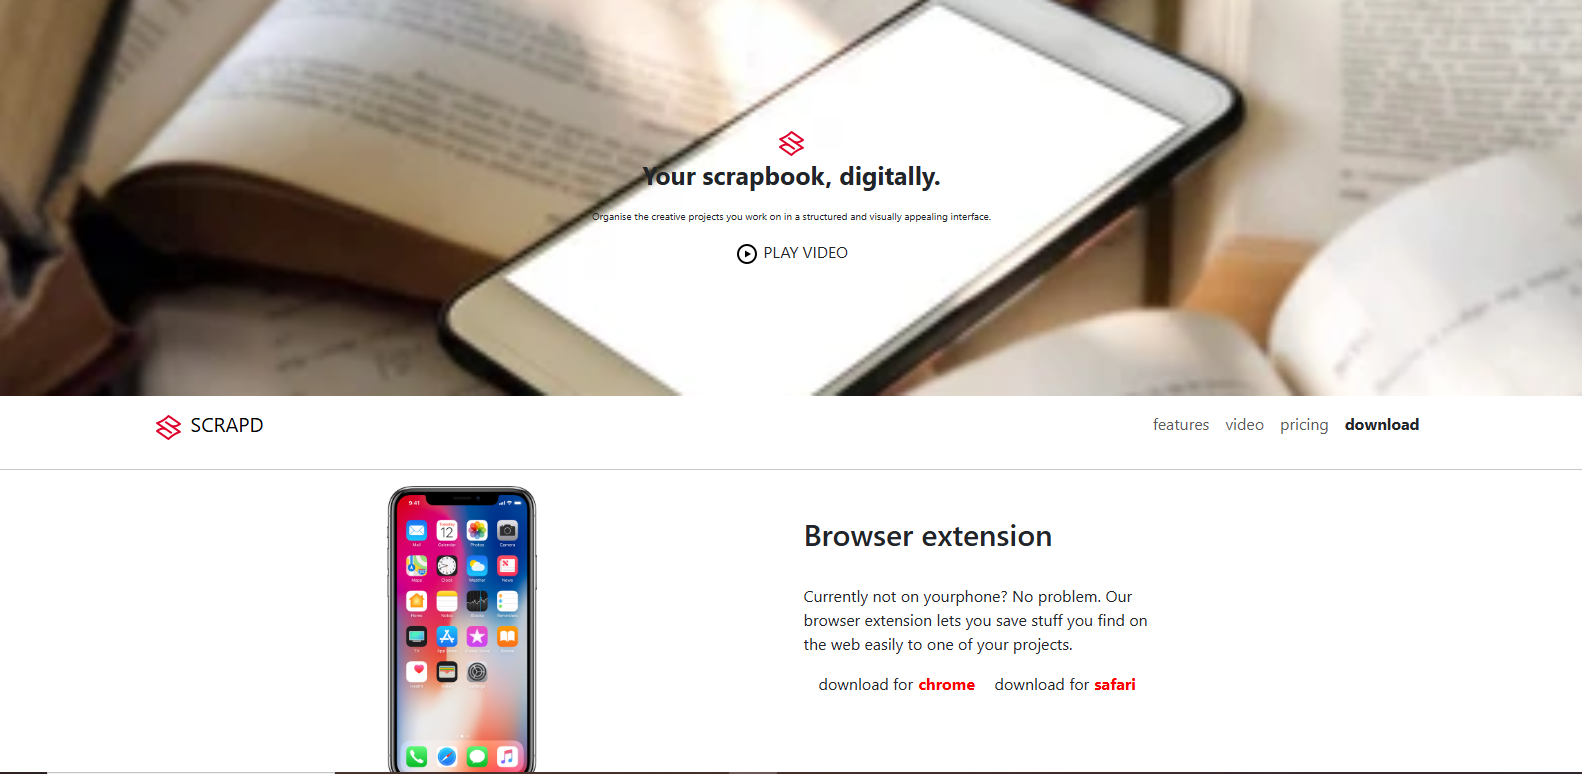 Your scrapbook, digitally.
Organise the creative projects you work on in a structured and visually appealing interface.
PLAY VIDEO
SCRAPD
features video pricing download
9:41
12
Browser extension
Currently not on yourphone? No problem. Our
browser extension lets you save stuff you find on
the web easily to one of your projects.
download for chrome download for safari